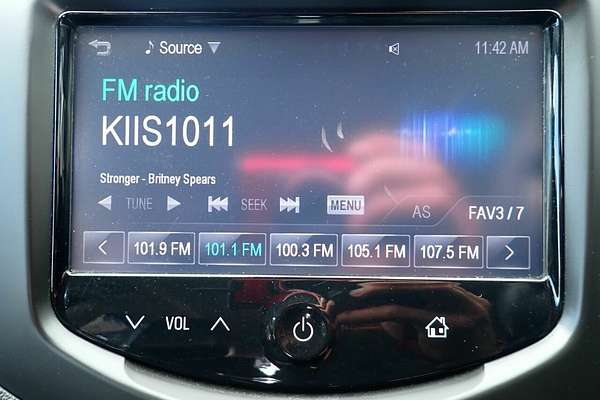 Source 11:42 AM
FM radio
KIIS1011
Stronger - Britney Spears
TUNE SEEK MENU AS FAV3 / 7
101.9 FM 101.1 FM 100.3 FM 105.1 FM 107.5 FM
VOL